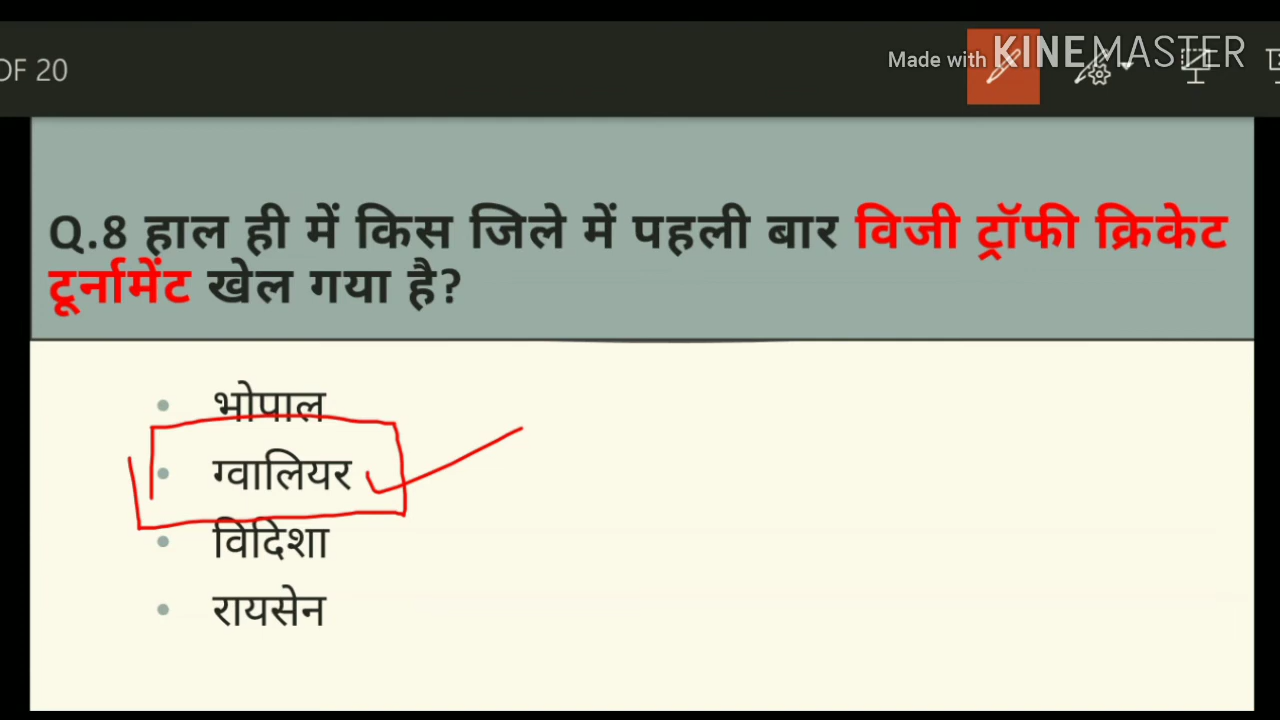 OF 20
Made with KINEMASTER
Q.8 हाल ही में किस जिले में पहली बार विजी ट्रॉफी क्रिकेट
टूर्नामेंट खेल गया है?
भोपाल
ग्वालियर
विदिशा
रायसेन